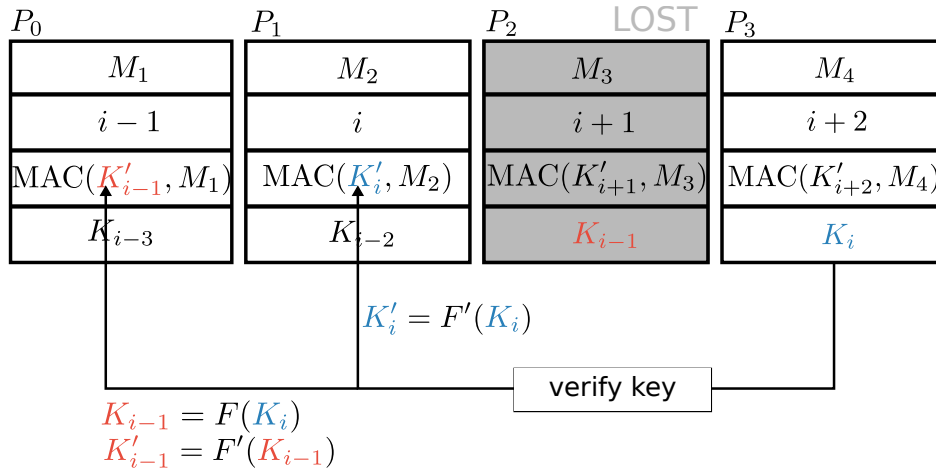 P₀ P₁ P₂ LOST P₃
M₁ M₂ M₃ M₄
i − 1 i i + 1 i + 2
MAC(K′ᵢ₋₁, M₁) MAC(K′ᵢ, M₂) MAC(K′ᵢ₊₁, M₃) MAC(K′ᵢ₊₂, M₄)
Kᵢ₋₃ Kᵢ₋₂ Kᵢ₋₁ Kᵢ
K′ᵢ = F′(Kᵢ)
verify key
Kᵢ₋₁ = F(Kᵢ)
K′ᵢ₋₁ = F′(Kᵢ₋₁)